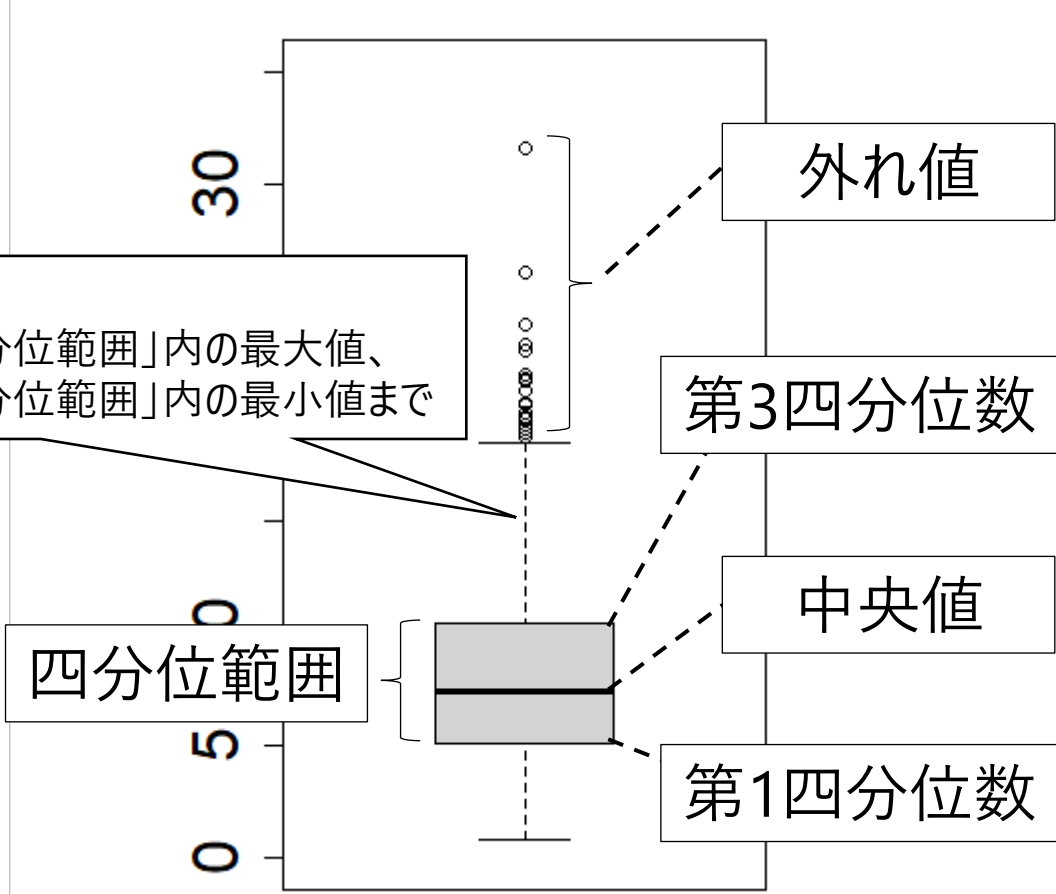 30
外れ値
分位範囲」内の最大値、
分位範囲」内の最小値まで
第3四分位数
中央値
四分位範囲
5
第1四分位数
0